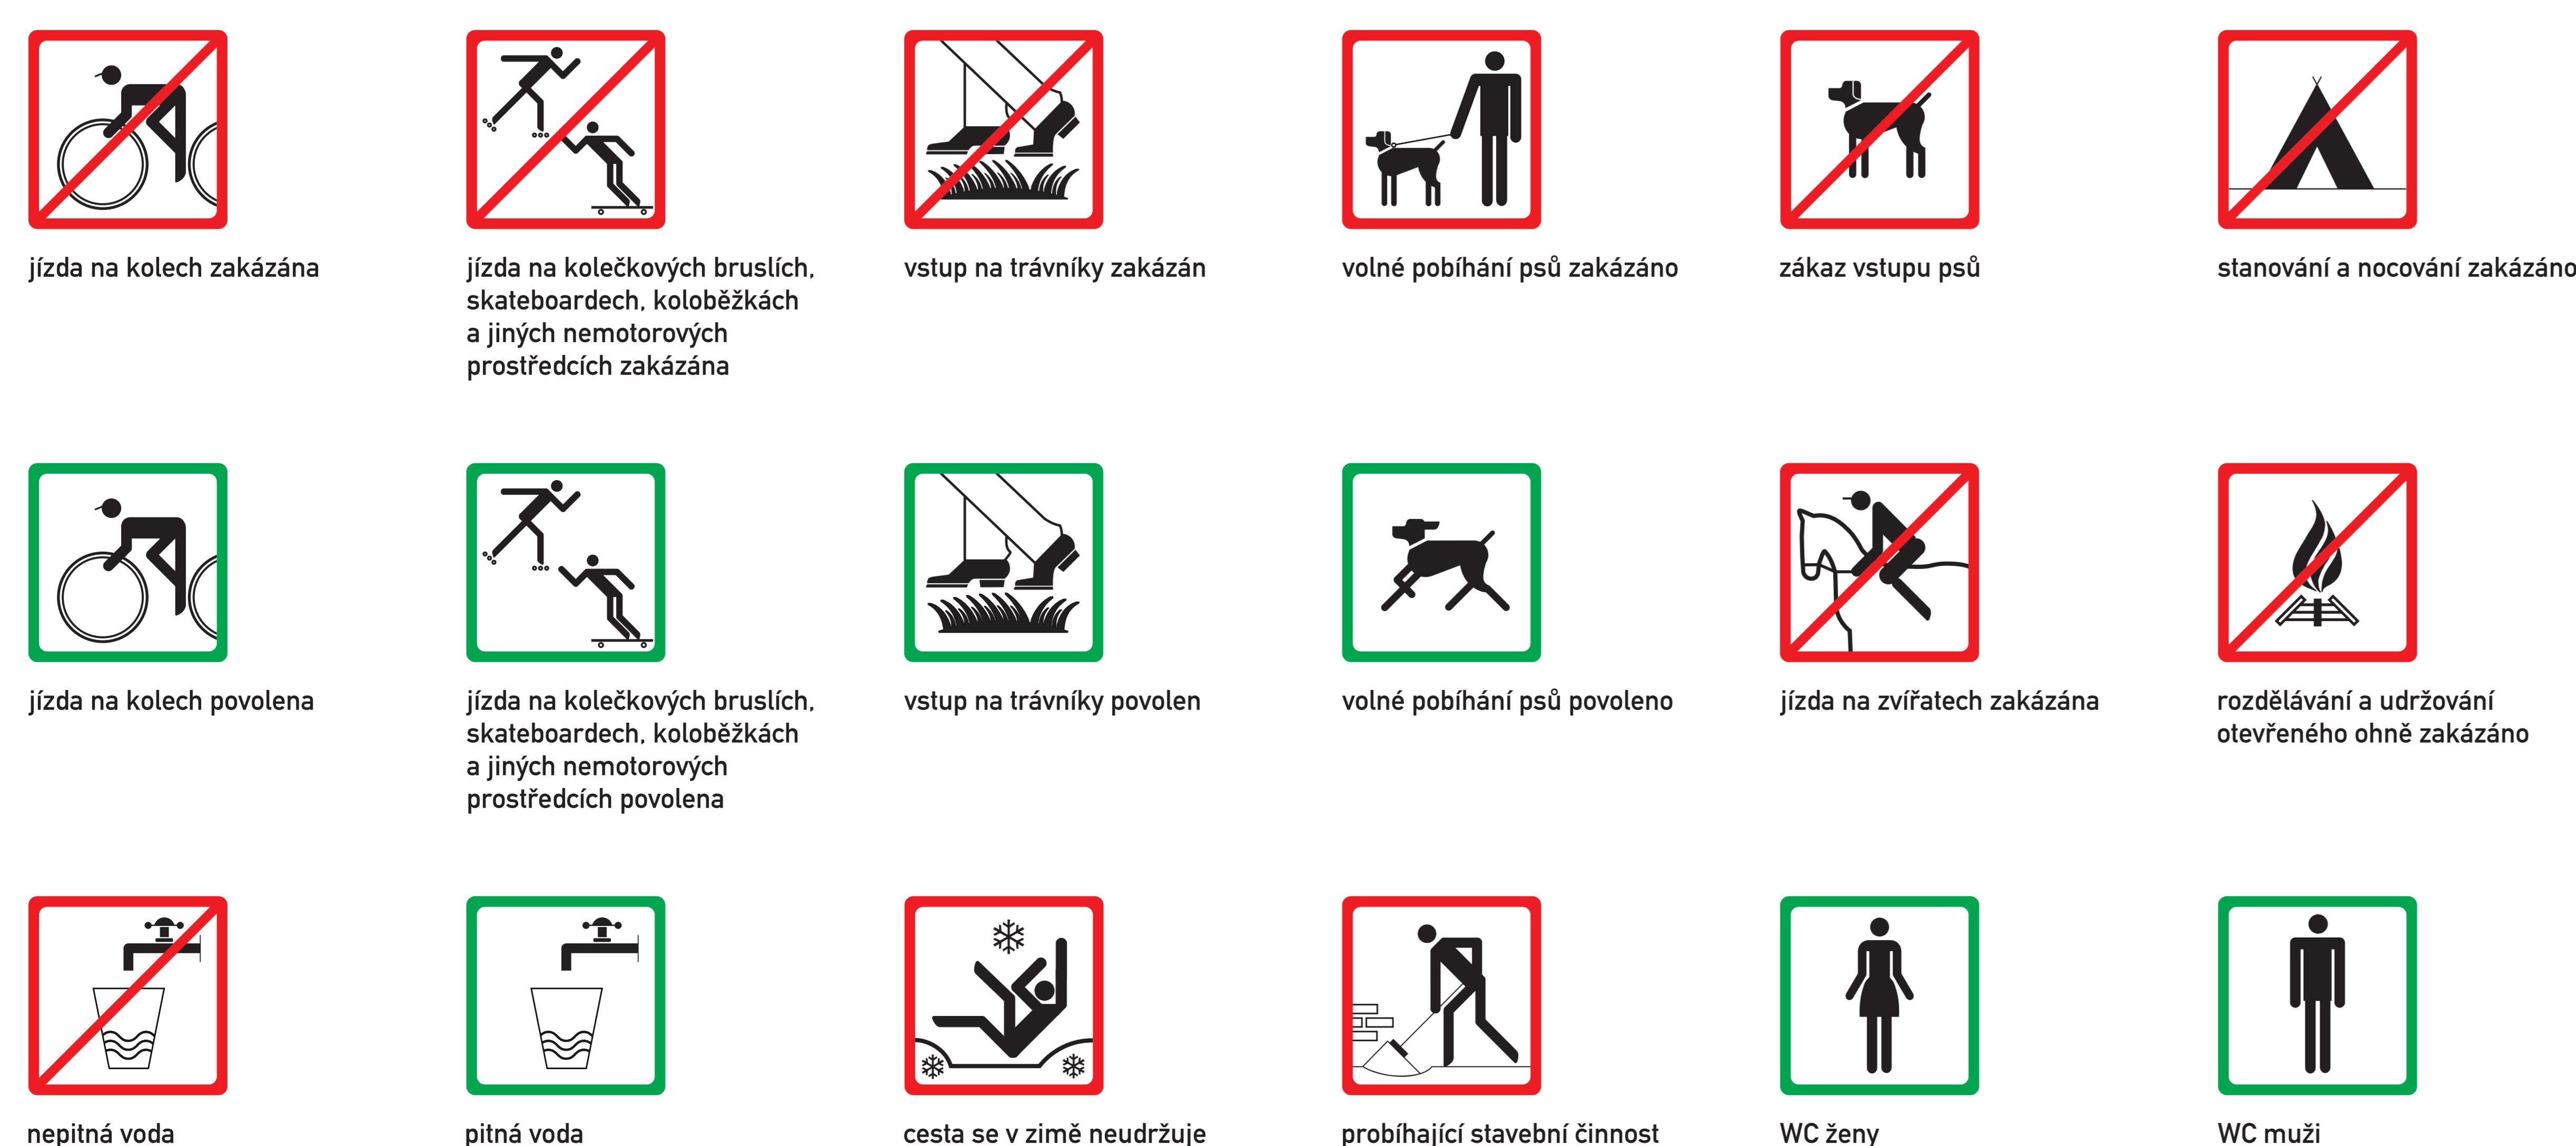 jízda na kolech zakázána
jízda na kolečkových bruslích,
skateboardech, koloběžkách
a jiných nemotorových
prostředcích zakázána
vstup na trávníky zakázán
volné pobíhání psů zakázáno
zákaz vstupu psů
stanování a nocování zakázáno
jízda na kolech povolena
jízda na kolečkových bruslích,
skateboardech, koloběžkách
a jiných nemotorových
prostředcích povolena
vstup na trávníky povolen
volné pobíhání psů povoleno
jízda na zvířatech zakázána
rozdělávání a udržování
otevřeného ohně zakázáno
nepitná voda
pitná voda
cesta se v zimě neudržuje
probíhající stavební činnost
WC ženy
WC muži